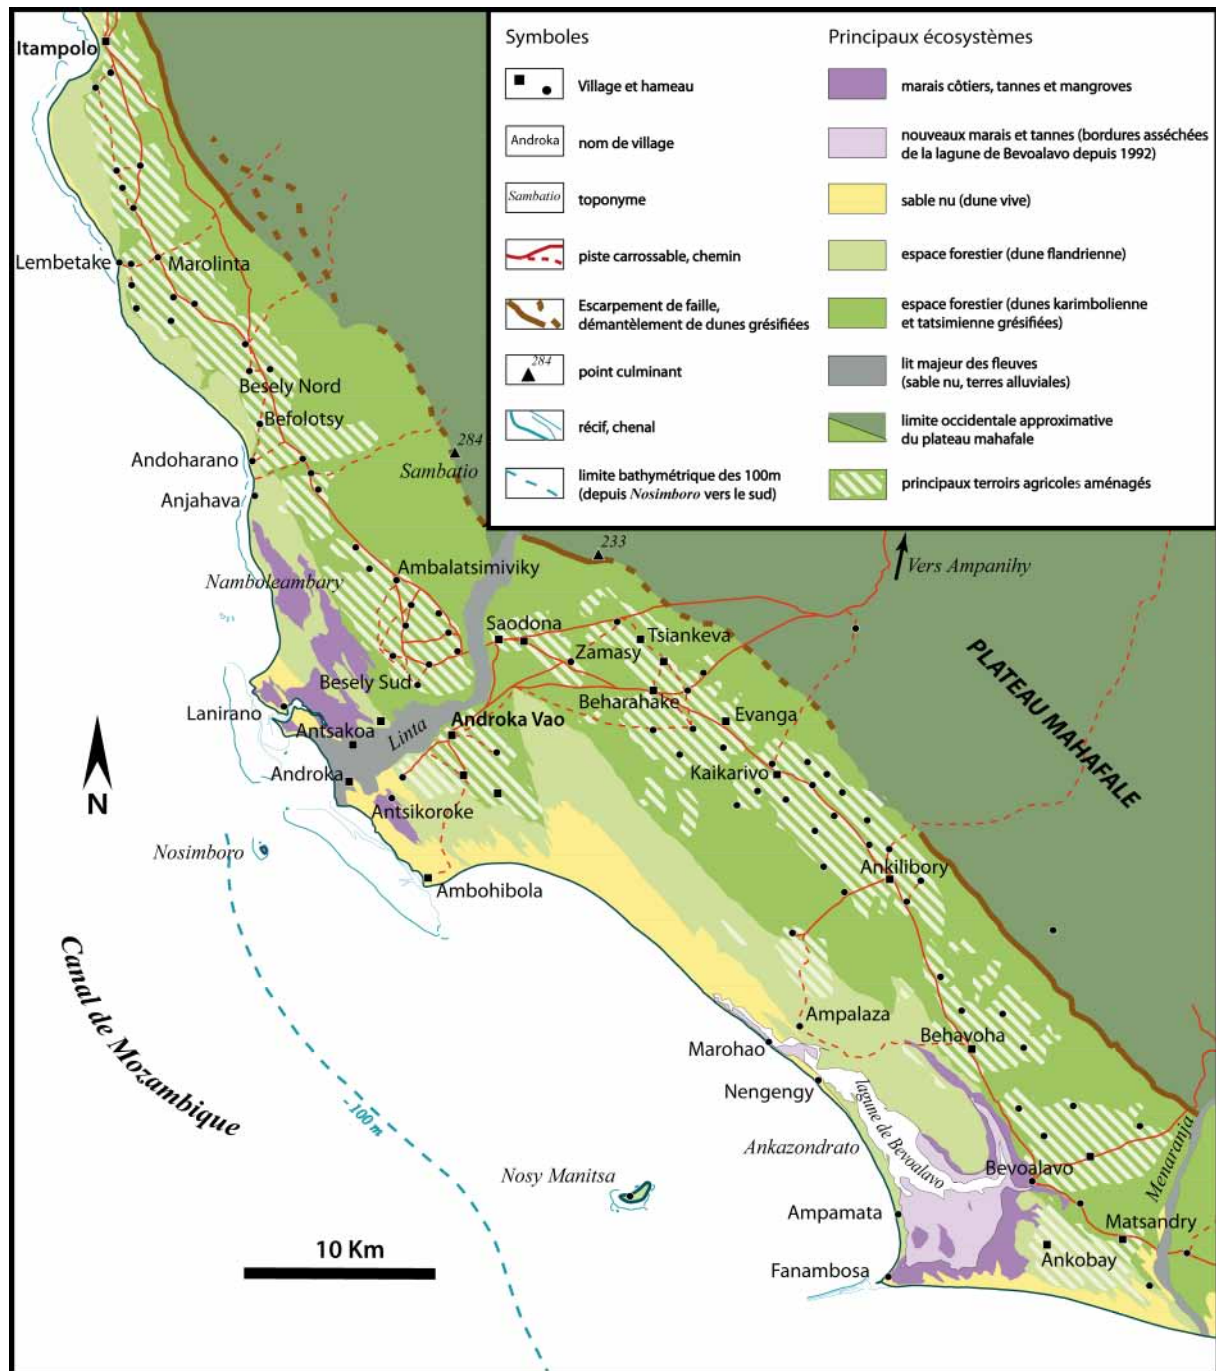 Symboles
Village et hameau
Androka
nom de village
Sambatio
toponyme
piste carrossable, chemin
Escarpement de faille,
démantèlement de dunes grésifiées
284
point culminant
récif, chenal
limite bathymétrique des 100m
(depuis Nosimboro vers le sud)
Principaux écosystèmes
marais côtiers, tannes et mangroves
nouveaux marais et tannes (bordures asséchées
de la lagune de Bevoalavo depuis 1992)
sable nu (dune vive)
espace forestier (dune flandrienne)
espace forestier (dunes karimbolienne
et tatsimienne grésifiées)
lit majeur des fleuves
(sable nu, terres alluviales)
limite occidentale approximative
du plateau mahafale
principaux terroirs agricoles aménagés
Itampolo
Lembetake
Marolinta
Besely Nord
Befolotsy
Andoharano
Anjahava
284
Sambatio
233
Vers Ampanihy
Namboleambary
Ambalatsimiviky
Saodona
Tsiankeva
Zamasy
PLATEAU MAHAFALE
Besely Sud
Beharahake
Lanirano
Antsakoa
Linta
Androka Vao
Evanga
Androka
Kaikarivo
Antsikoroke
N
Nosimboro
Ankilibory
Ambohibola
Canal de Mozambique
Ampalaza
Marohao
Behavoha
Nengengy
lagune de Bevoalavo
- 100 m
Ankazondrato
Menaranja
Nosy Manitsa
Bevoalavo
Ampamata
Matsandry
10 Km
Ankobay
Fanambosa